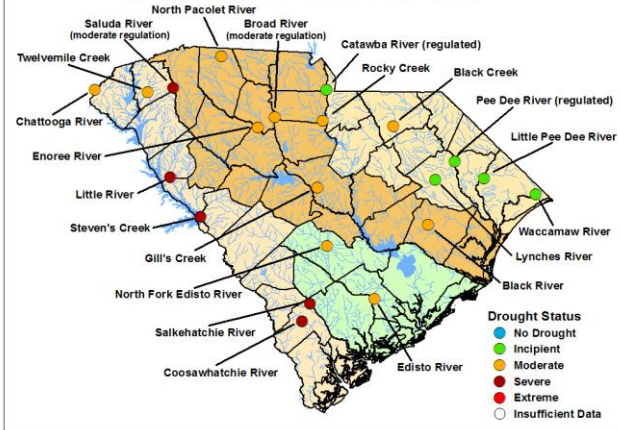 North Pacolet River
Saluda River
(moderate regulation)
Broad River
(moderate regulation)
Catawba River (regulated)
Twelvemile Creek
Rocky Creek
Black Creek
Pee Dee River (regulated)
Chattooga River
Little Pee Dee River
Enoree River
Little River
Steven's Creek
Waccamaw River
Gill's Creek
Lynches River
Black River
North Fork Edisto River
Salkehatchie River
Edisto River
Coosawhatchie River
Drought Status
No Drought
Incipient
Moderate
Severe
Extreme
Insufficient Data